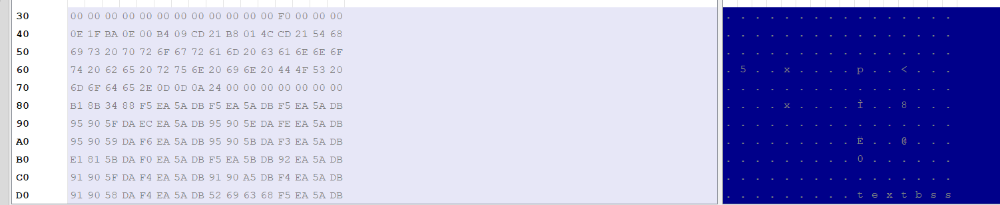 30 00 00 00 00 00 00 00 00 00 00 00 00 F0 00 00 00 . . . . . . . . . . . . . . . .
40 0E 1F BA 0E 00 B4 09 CD 21 B8 01 4C CD 21 54 68 . . . . . . . . . . . . . . . .
50 69 73 20 70 72 6F 67 72 61 6D 20 63 61 6E 6E 6F . . . . . . . . . . . . . . . .
60 74 20 62 65 20 72 75 6E 20 69 6E 20 44 4F 53 20 . 5 . . x . . . . p . . < . . .
70 6D 6F 64 65 2E 0D 0D 0A 24 00 00 00 00 00 00 00 . . . . . . . . . . . . . . . .
80 B1 8B 34 88 F5 EA 5A DB F5 EA 5A DB F5 EA 5A DB . . . . x . . . . Ì . . 8 . . .
90 95 90 5F DA EC EA 5A DB 95 90 5E DA FE EA 5A DB . . . . . . . . . . . . . . . .
A0 95 90 59 DA F6 EA 5A DB 95 90 5B DA F3 EA 5A DB . . . . . . . . . Ë . . @ . . .
B0 E1 81 5B DA F0 EA 5A DB F5 EA 5B DB 92 EA 5A DB . . . . . . . . . 0 . . . . . .
C0 91 90 5F DA F4 EA 5A DB 91 90 A5 DB F4 EA 5A DB . . . . . . . . . . . . . . . .
D0 91 90 58 DA F4 EA 5A DB 52 69 63 68 F5 EA 5A DB . . . . . . . . . t e x t b s s